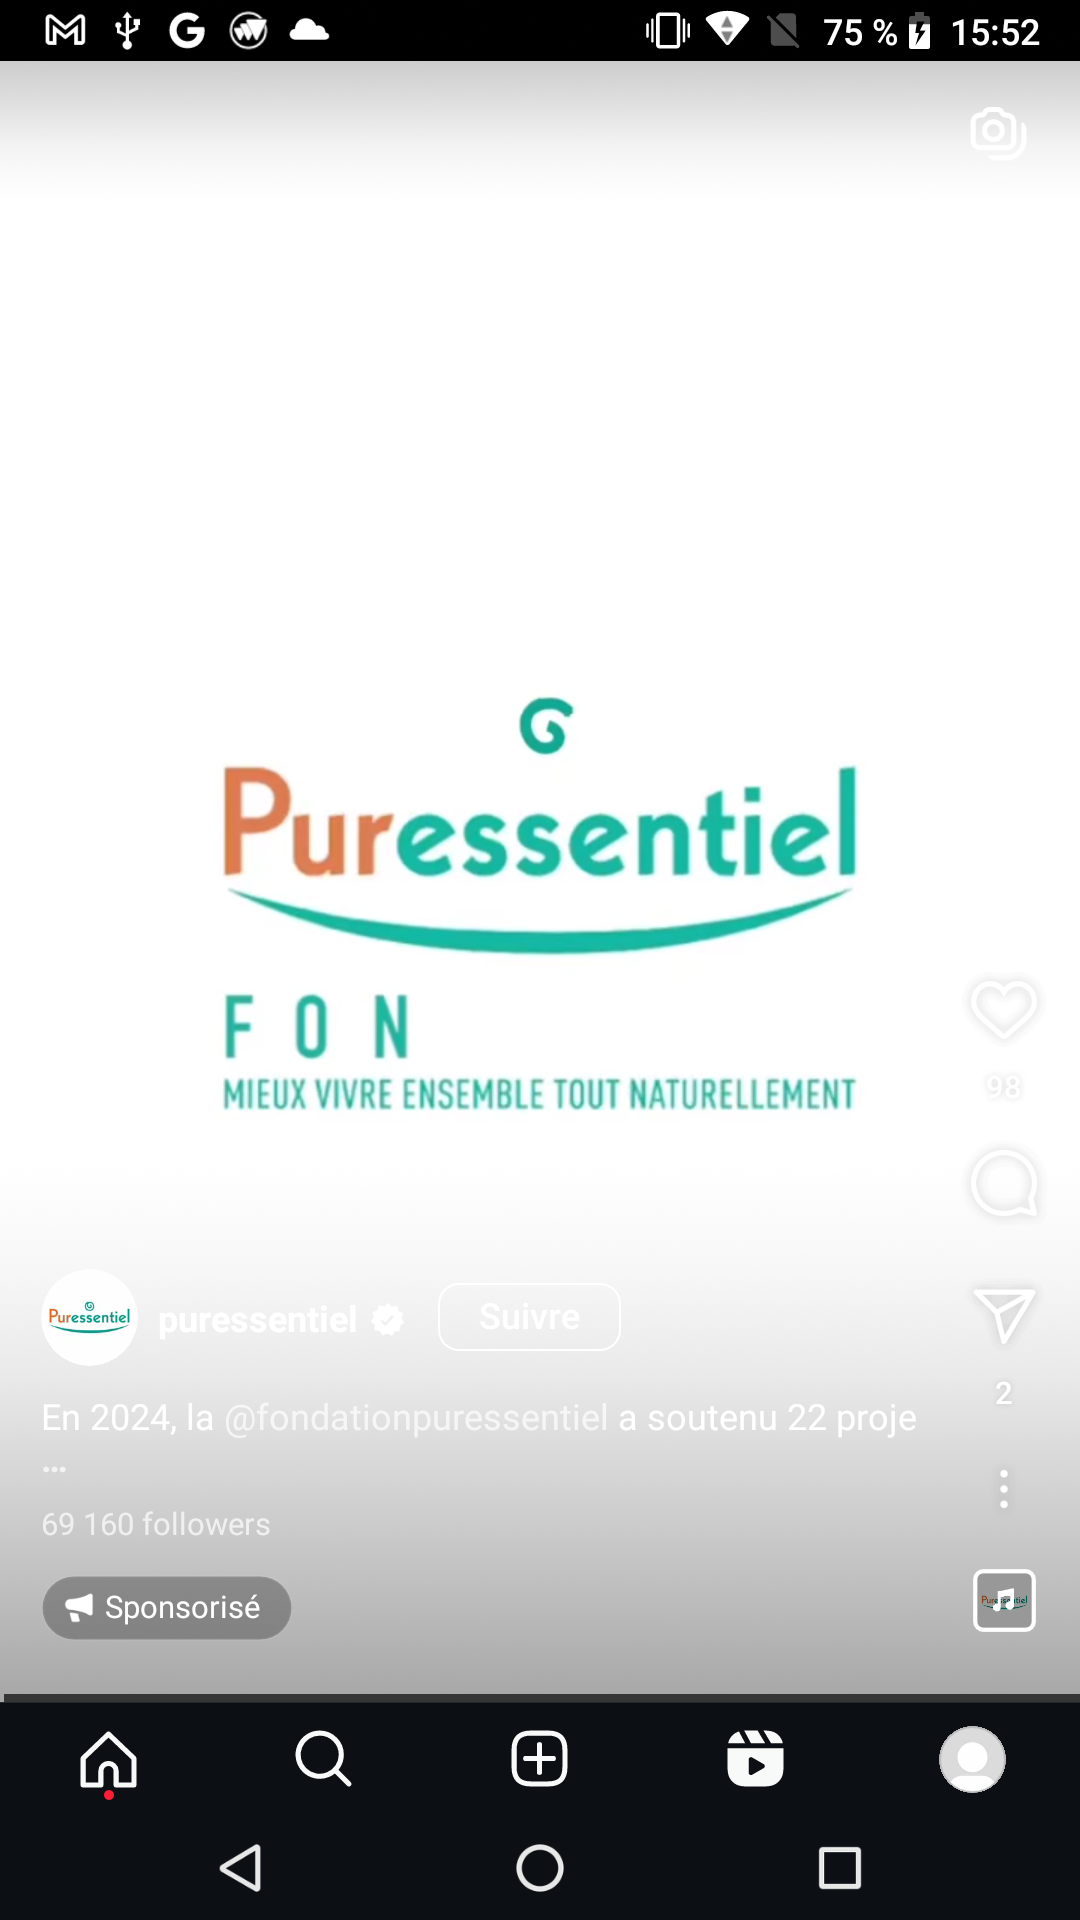 75 % 15:52
Puressentiel
F O N
MIEUX VIVRE ENSEMBLE TOUT NATURELLEMENT
98
Puressentiel
puressentiel Suivre
2
En 2024, la @fondationpuressentiel a soutenu 22 proje
...
69 160 followers
Sponsorisé
Puressentiel